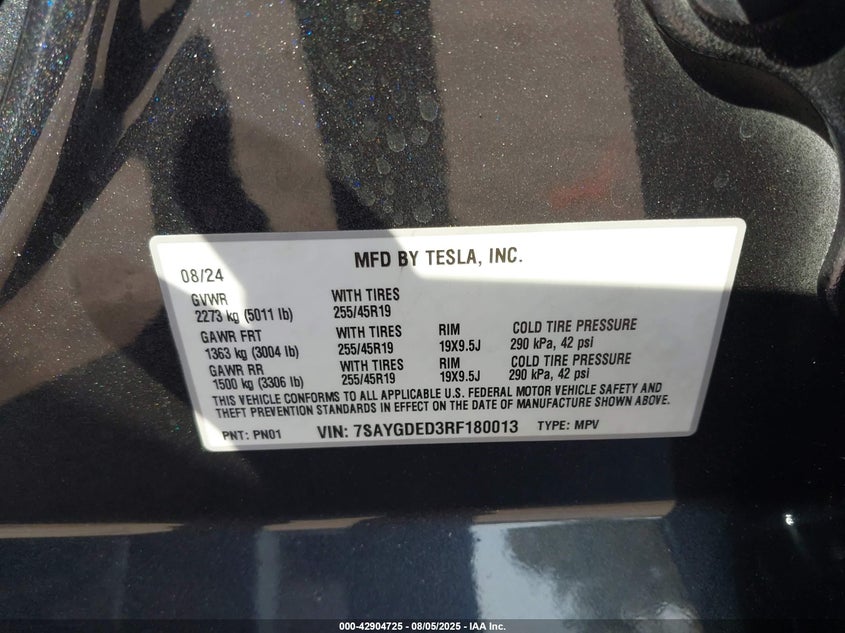 MFD BY TESLA, INC.
08/24
GVWR WITH TIRES
2273 kg (5011 lb) 255/45R19
GAWR FRT WITH TIRES RIM COLD TIRE PRESSURE
1363 kg (3004 lb) 255/45R19 19X9.5J 290 kPa, 42 psi
GAWR RR WITH TIRES RIM COLD TIRE PRESSURE
1500 kg (3306 lb) 255/45R19 19X9.5J 290 kPa, 42 psi
THIS VEHICLE CONFORMS TO ALL APPLICABLE U.S. FEDERAL MOTOR VEHICLE SAFETY AND
THEFT PREVENTION STANDARDS IN EFFECT ON THE DATE OF MANUFACTURE SHOWN ABOVE.
PNT: PN01 VIN: 7SAYGDED3RF180013 TYPE: MPV
000-42904725 - 08/05/2025 - IAA Inc.